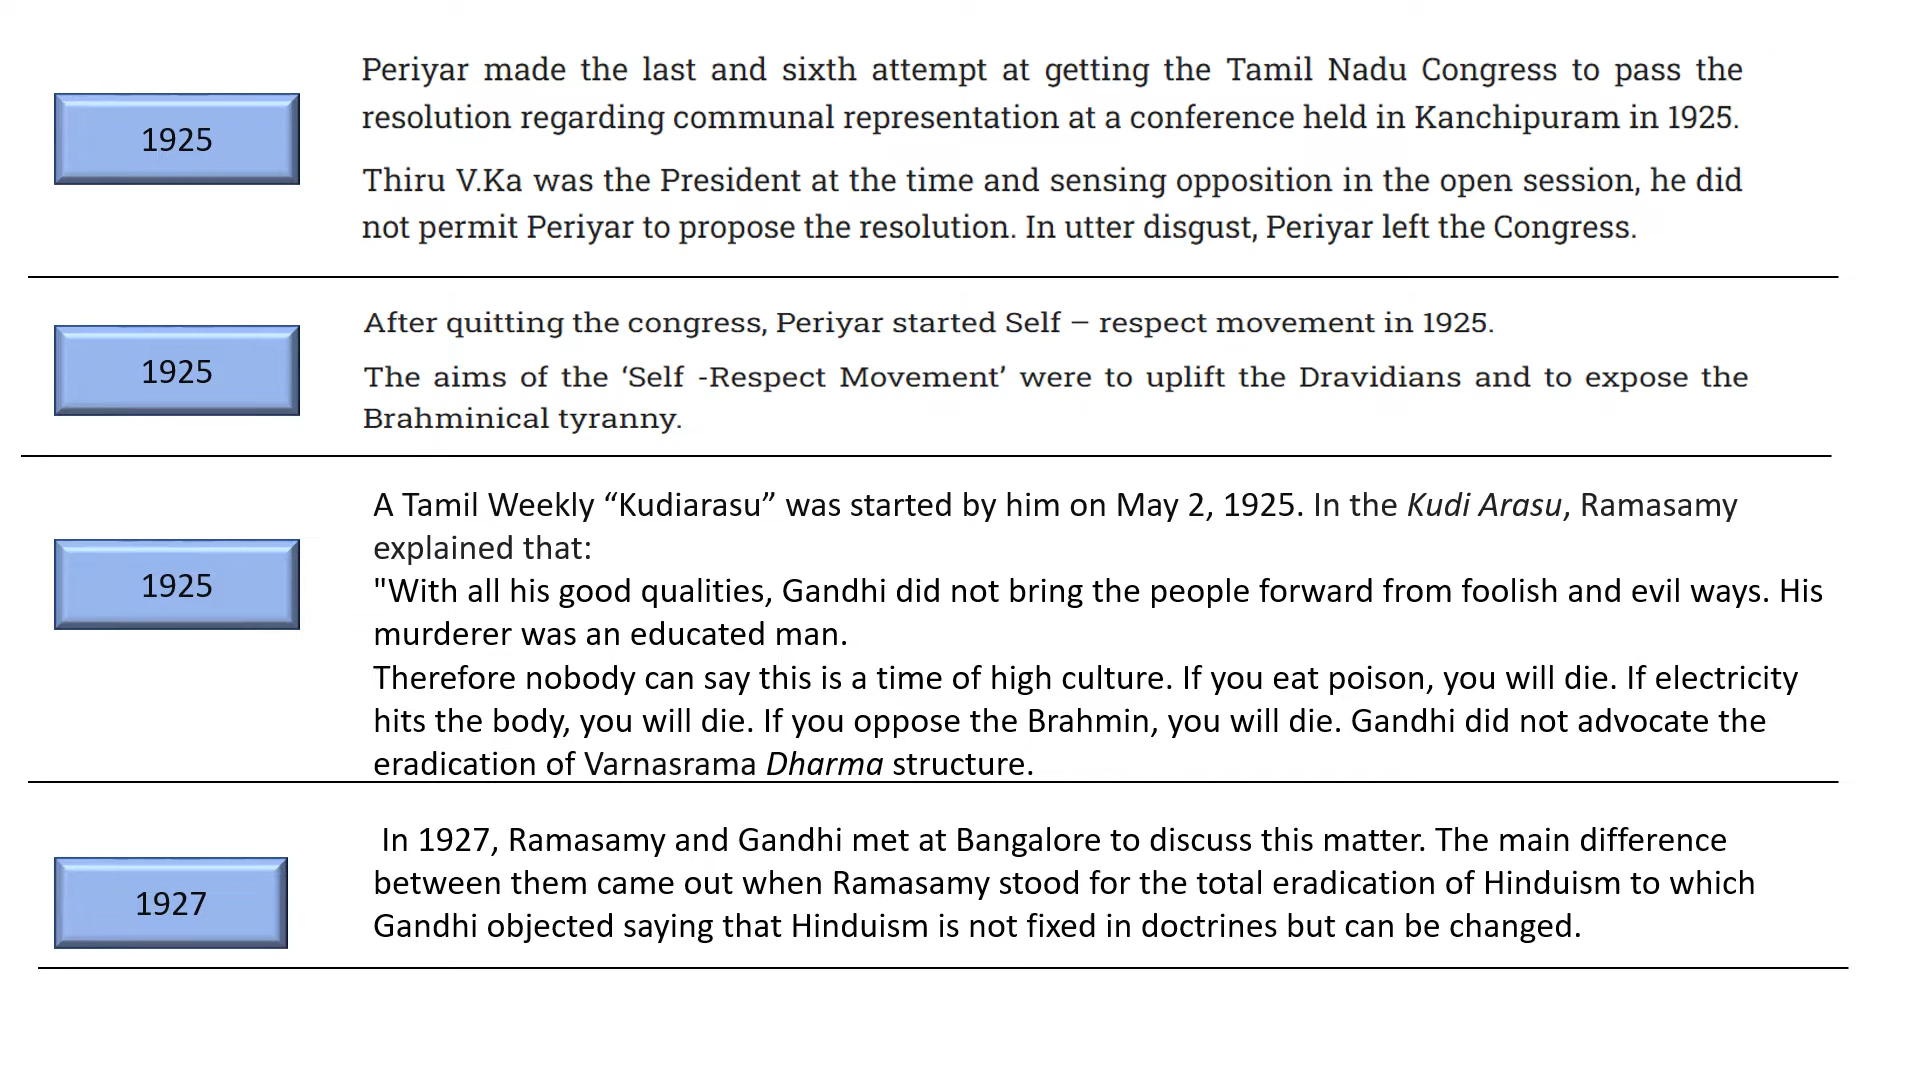 1925
Periyar made the last and sixth attempt at getting the Tamil Nadu Congress to pass the
resolution regarding communal representation at a conference held in Kanchipuram in 1925.
Thiru V.Ka was the President at the time and sensing opposition in the open session, he did
not permit Periyar to propose the resolution. In utter disgust, Periyar left the Congress.
1925
After quitting the congress, Periyar started Self – respect movement in 1925.
The aims of the ‘Self -Respect Movement’ were to uplift the Dravidians and to expose the
Brahminical tyranny.
1925
A Tamil Weekly “Kudiarasu” was started by him on May 2, 1925. In the Kudi Arasu, Ramasamy
explained that:
"With all his good qualities, Gandhi did not bring the people forward from foolish and evil ways. His
murderer was an educated man.
Therefore nobody can say this is a time of high culture. If you eat poison, you will die. If electricity
hits the body, you will die. If you oppose the Brahmin, you will die. Gandhi did not advocate the
eradication of Varnasrama Dharma structure.
1927
In 1927, Ramasamy and Gandhi met at Bangalore to discuss this matter. The main difference
between them came out when Ramasamy stood for the total eradication of Hinduism to which
Gandhi objected saying that Hinduism is not fixed in doctrines but can be changed.